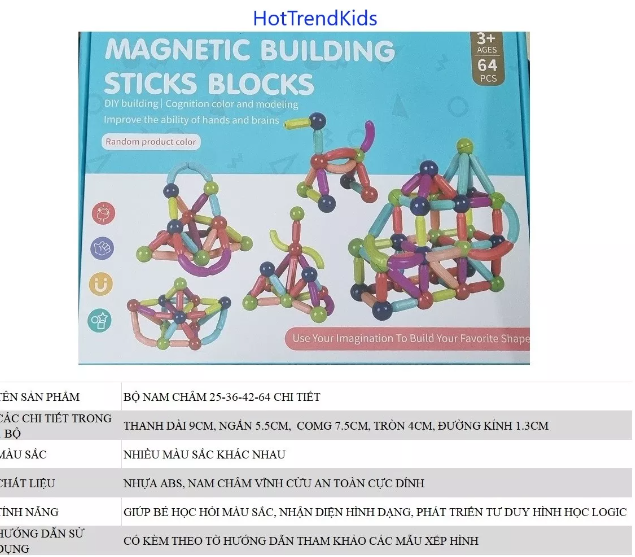 HotTrendKids
MAGNETIC BUILDING
STICKS BLOCKS
3+
AGES
64
PCS
DIY building | Cognition color and modeling
Improve the ability of hands and brains
Random product color
Use Your Imagination To Build Your Favorite Shape
TÊN SẢN PHẨM BỘ NAM CHÂM 25-36-42-64 CHI TIẾT
CÁC CHI TIẾT TRONG
BỘ
THANH DÀI 9CM, NGẮN 5.5CM, COMG 7.5CM, TRÒN 4CM, ĐƯỜNG KÍNH 1.3CM
MÀU SẮC NHIỀU MÀU SẮC KHÁC NHAU
CHẤT LIỆU NHỰA ABS, NAM CHÂM VĨNH CỬU AN TOÀN CỰC DÍNH
TÍNH NĂNG GIÚP BÉ HỌC HỎI MÀU SẮC, NHẬN DIỆN HÌNH DẠNG, PHÁT TRIỂN TƯ DUY HÌNH HỌC LOGIC
HƯỚNG DẪN SỬ
DỤNG
CÓ KÈM THEO TỜ HƯỚNG DẪN THAM KHẢO CÁC MẪU XẾP HÌNH